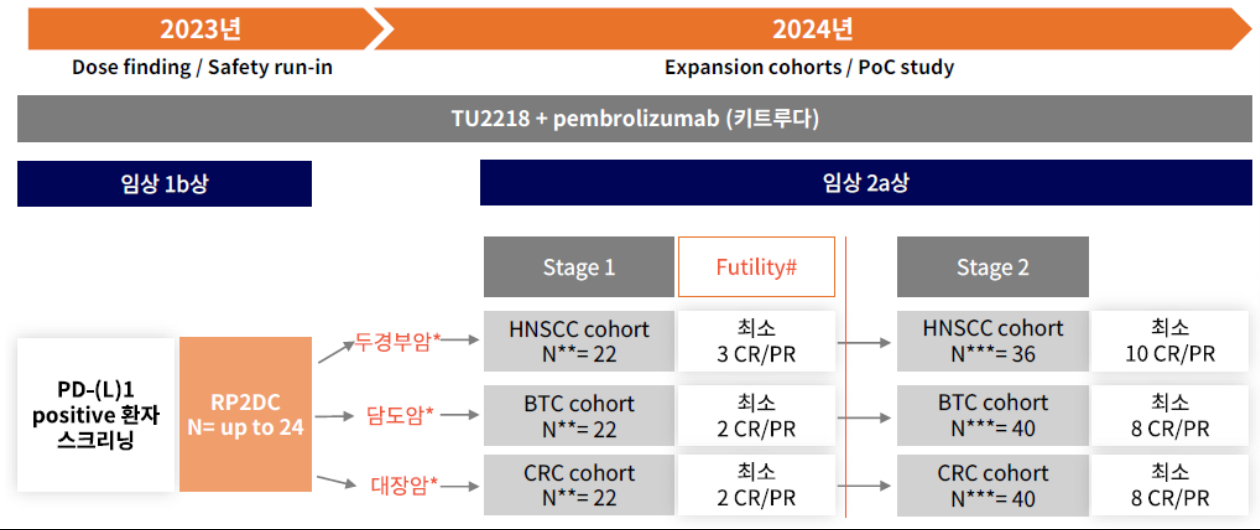 2023년
2024년
Dose finding / Safety run-in
Expansion cohorts / PoC study
TU2218 + pembrolizumab (키트루다)
임상 1b상
임상 2a상
Stage 1
Futility#
Stage 2
PD-(L)1
positive 환자
스크리닝
RP2DC
N= up to 24
두경부암*
HNSCC cohort
N**= 22
최소
3 CR/PR
HNSCC cohort
N***= 36
최소
10 CR/PR
담도암*
BTC cohort
N**= 22
최소
2 CR/PR
BTC cohort
N***= 40
최소
8 CR/PR
대장암*
CRC cohort
N**= 22
최소
2 CR/PR
CRC cohort
N***= 40
최소
8 CR/PR